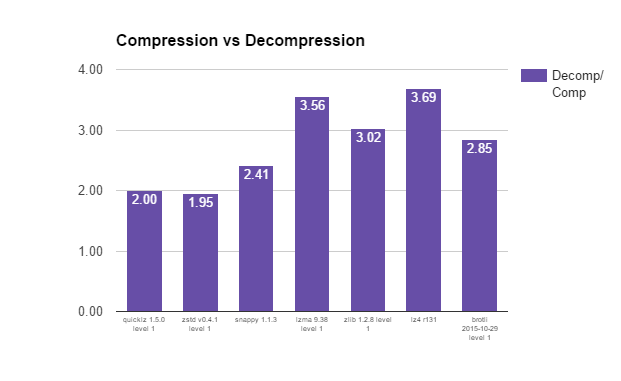 Compression vs Decompression
4.00
3.00
2.00
1.00
0.00
2.00
1.95
2.41
3.56
3.02
3.69
2.85
quicklz 1.5.0
level 1
zstd v0.4.1
level 1
snappy 1.1.3
lzma 9.38
level 1
zlib 1.2.8 level
1
lz4 r131
brotli
2015-10-29
level 1
Decomp/
Comp